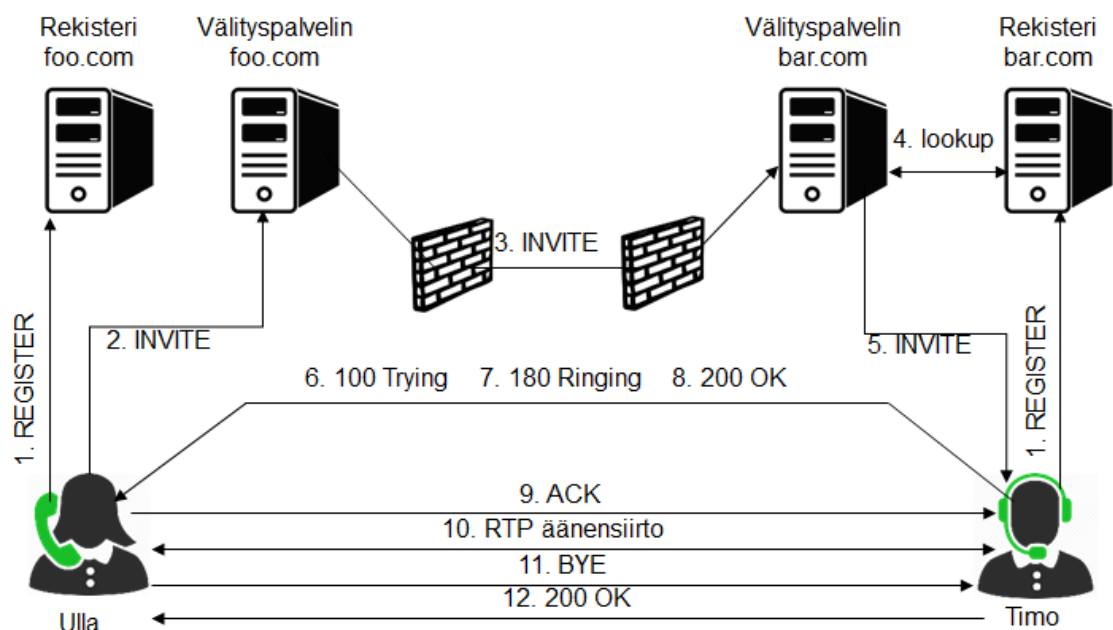 Rekisteri
foo.com
Välityspalvelin
foo.com
Välityspalvelin
bar.com
Rekisteri
bar.com
4. lookup
3. INVITE
2. INVITE
5. INVITE
1. REGISTER
1. REGISTER
6. 100 Trying 7. 180 Ringing 8. 200 OK
9. ACK
10. RTP äänensiirto
11. BYE
12. 200 OK
Ulla
Timo